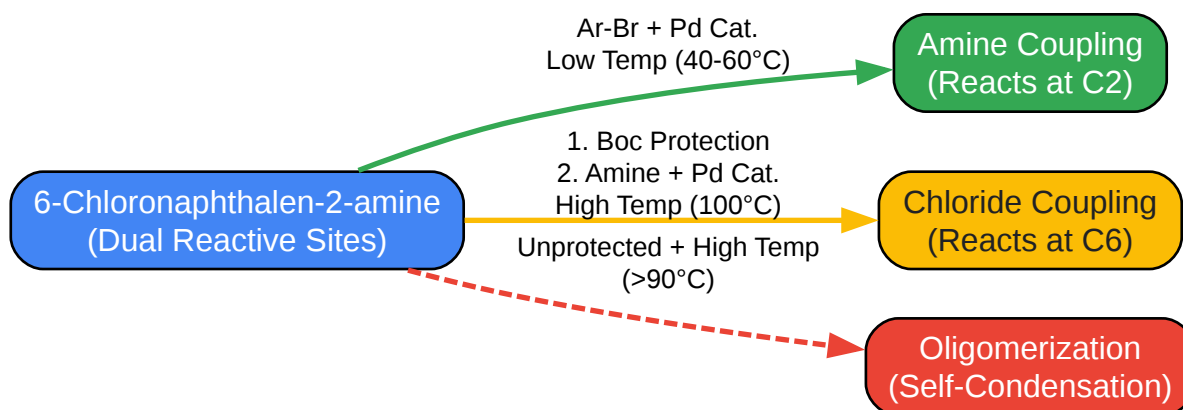 Ar-Br + Pd Cat.
Low Temp (40-60°C)
Amine Coupling
(Reacts at C2)
6-Chloronaphthalen-2-amine
(Dual Reactive Sites)
1. Boc Protection
2. Amine + Pd Cat.
High Temp (100°C)
Chloride Coupling
(Reacts at C6)
Unprotected + High Temp
(>90°C)
Oligomerization
(Self-Condensation)